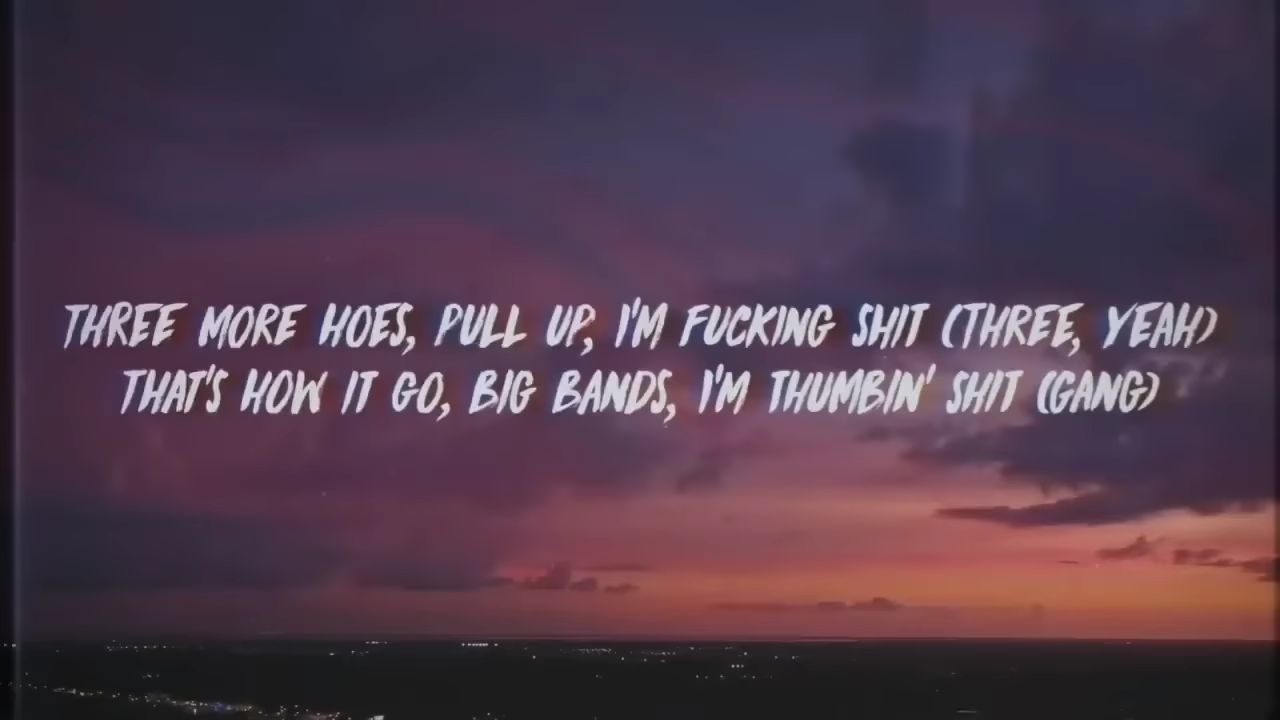 THREE MORE HOES, PULL UP, I'M FUCKING SHIT (THREE, YEAH)
THAT'S HOW IT GO, BIG BANDS, I'M THUMBIN' SHIT (GANG)